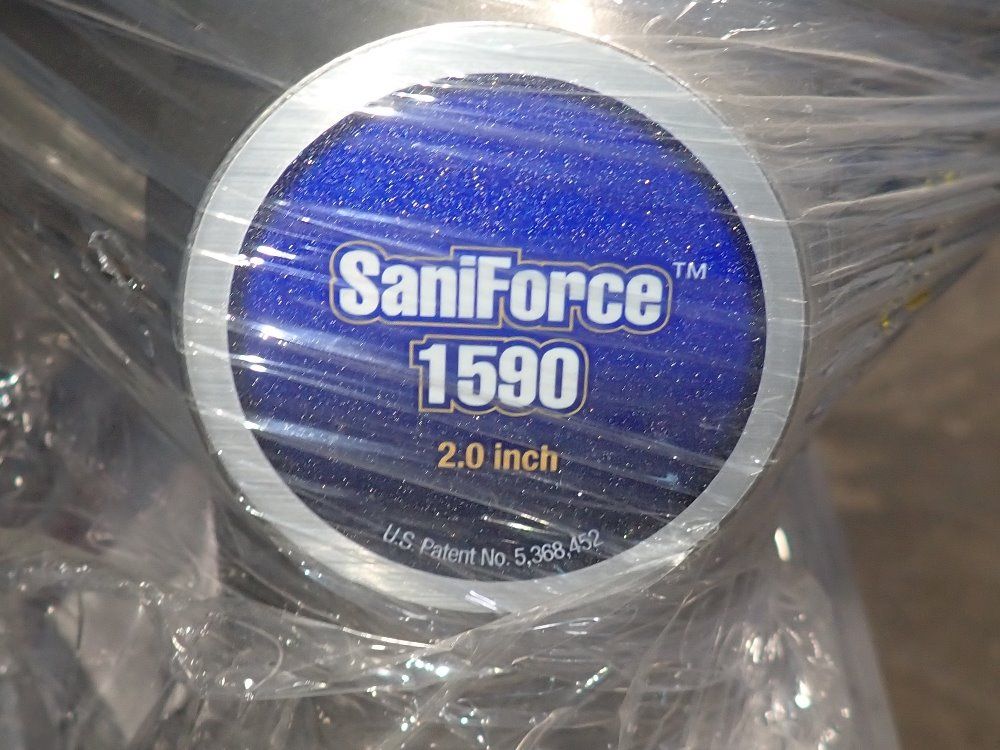 SaniForce™
1590
2.0 inch
U.S. Patent No. 5,368,452